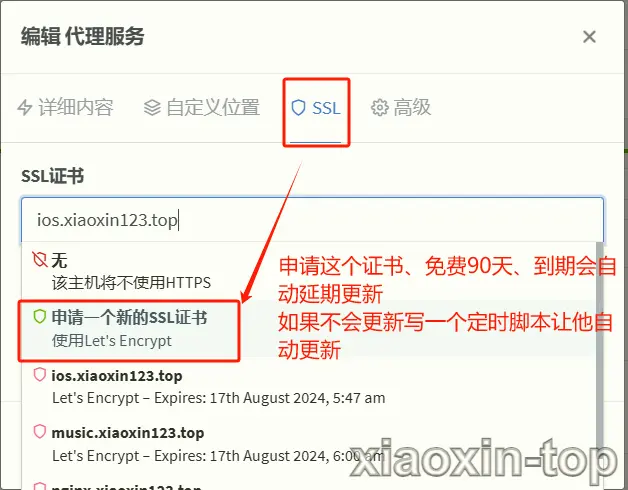 编辑 代理服务
详细内容 自定义位置 SSL 高级
SSL证书
ios.xiaoxin123.top
无
该主机将不使用HTTPS
申请一个新的SSL证书
使用Let's Encrypt
申请这个证书、免费90天、到期会自
动延期更新
如果不会更新写一个定时脚本让他自
动更新
ios.xiaoxin123.top
Let's Encrypt – Expires: 17th August 2024, 5:47 am
music.xiaoxin123.top
Let's Encrypt – Expires: 17th August 2024, 6:00 am
nginx.xiaoxin123.top
xiaoxin-top